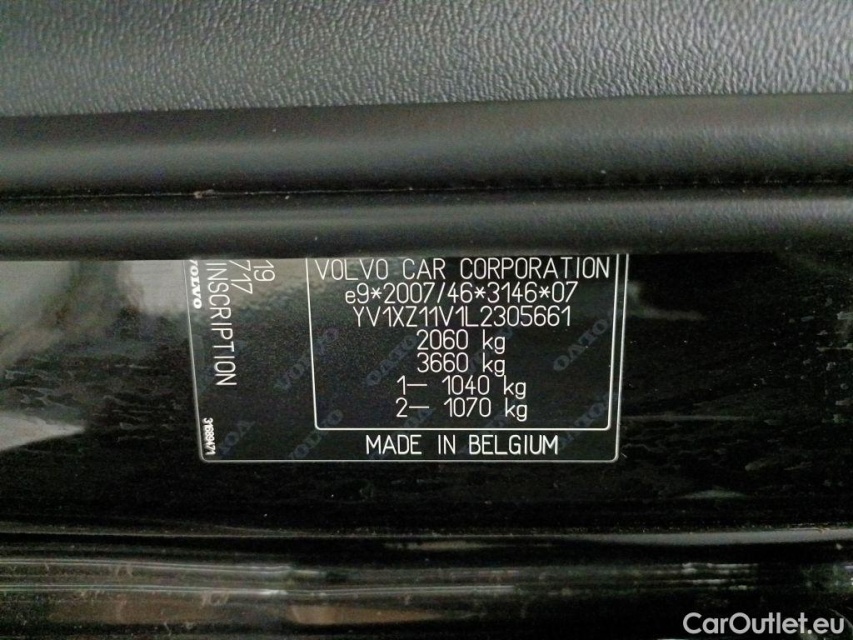 VOLVO CAR CORPORATION
e9*2007/46*3146*07
YV1XZ11V1L2305661
2060 kg
3660 kg
1— 1040 kg
2— 1070 kg
MADE IN BELGIUM
19
717
INSCRIPTION
VOLVO
31689471
CarOutlet.eu